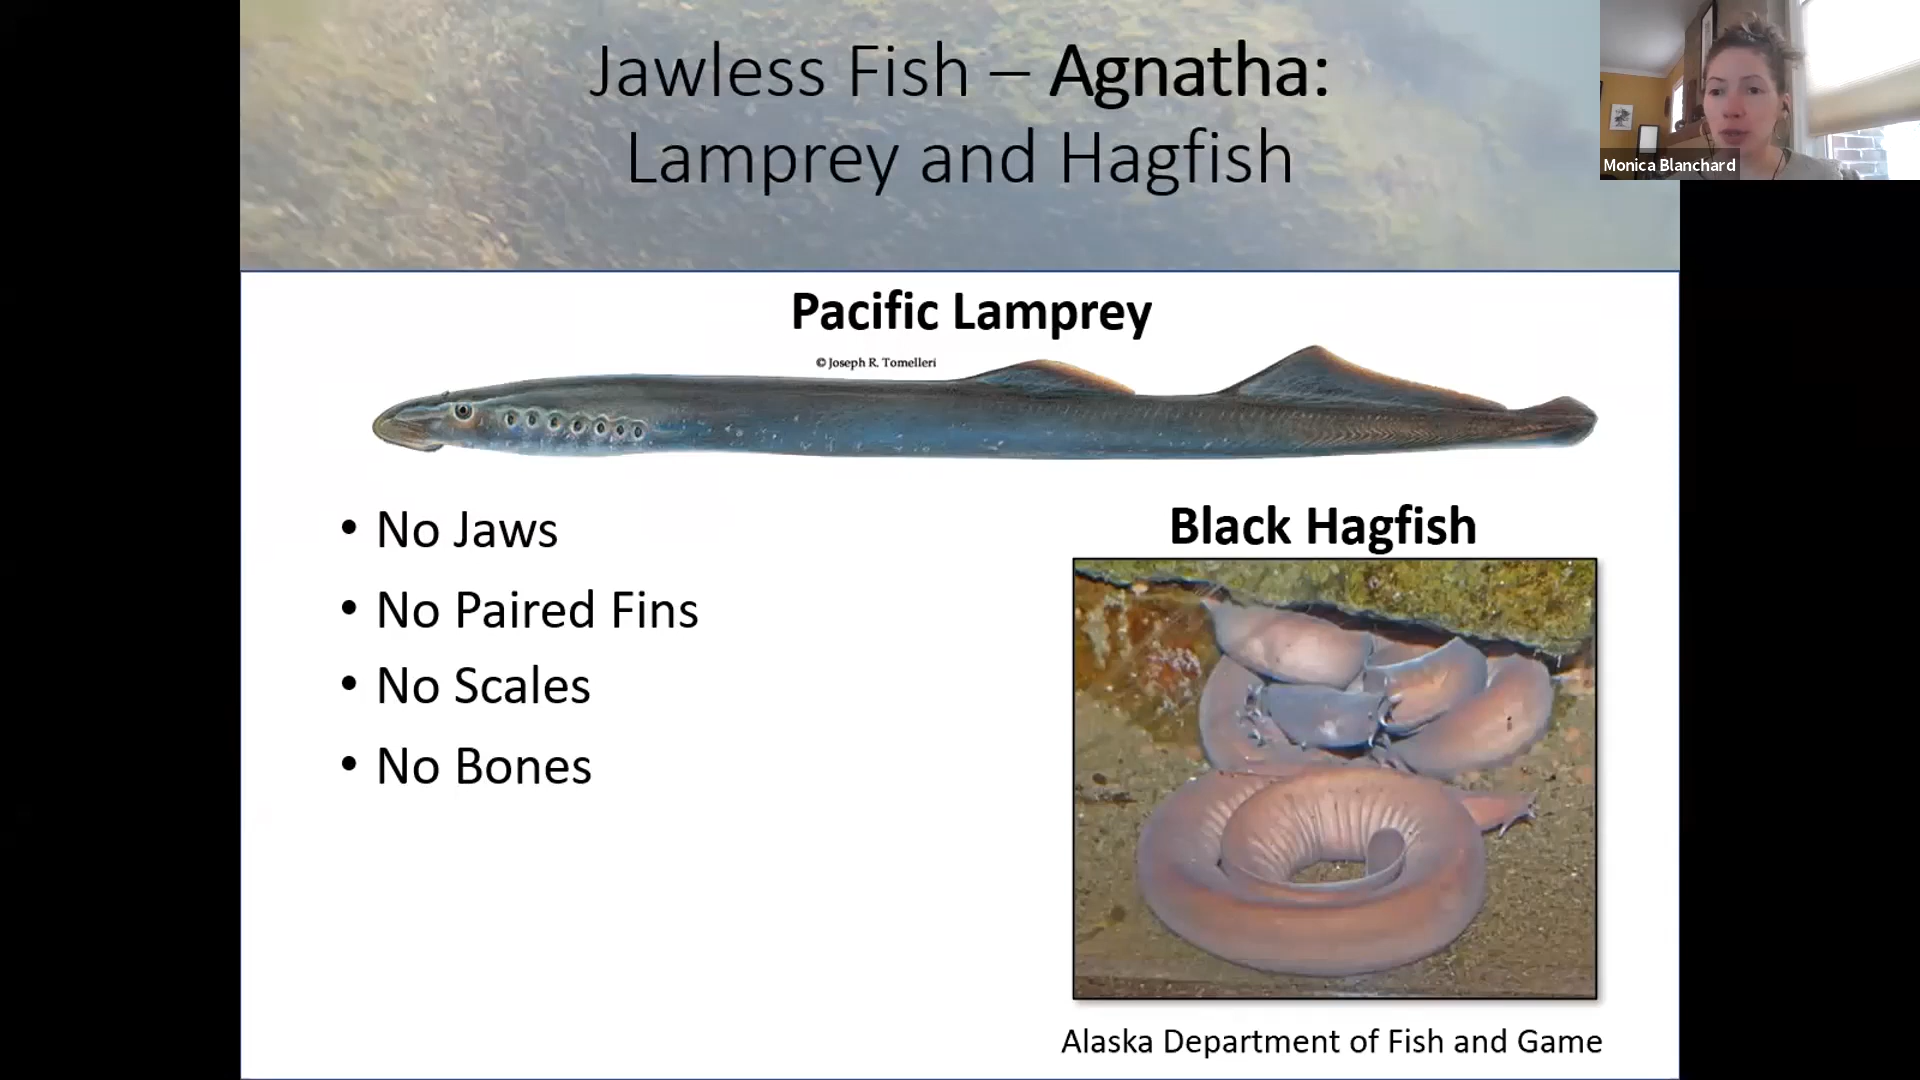 Jawless Fish – Agnatha:
Lamprey and Hagfish
Monica Blanchard
Pacific Lamprey
© Joseph R. Tomelleri
• No Jaws
• No Paired Fins
• No Scales
• No Bones
Black Hagfish
Alaska Department of Fish and Game